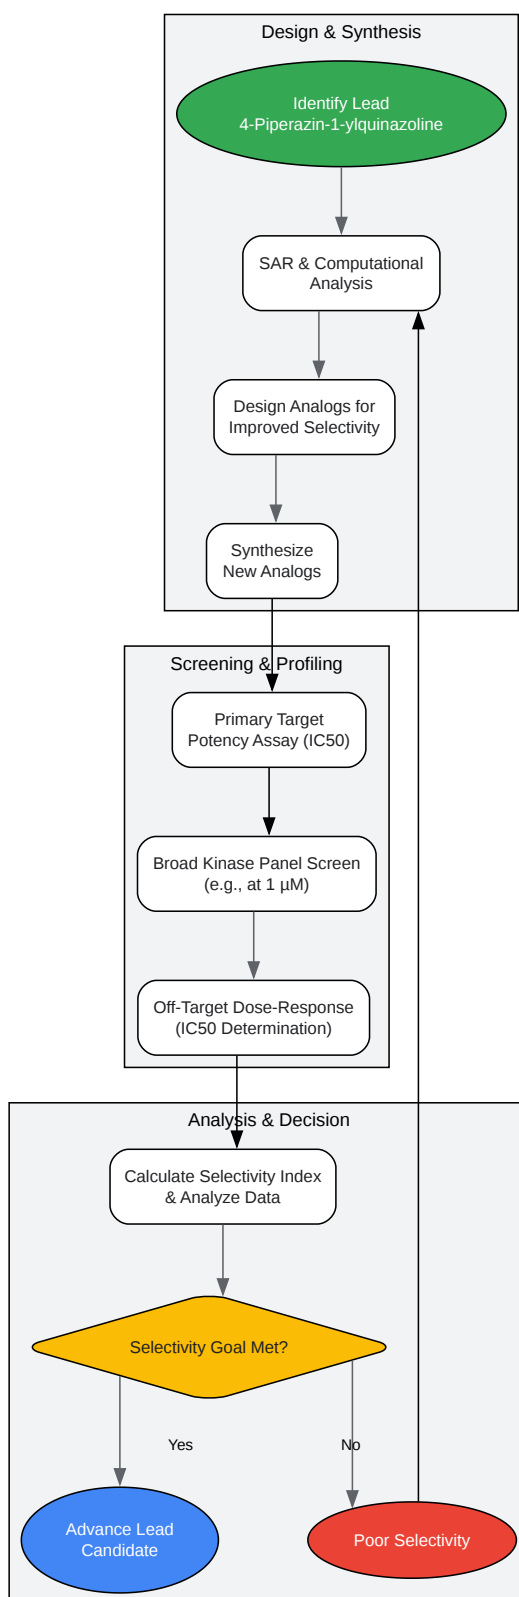 Design & Synthesis
Identify Lead
4-Piperazin-1-ylquinazoline
SAR & Computational
Analysis
Design Analogs for
Improved Selectivity
Synthesize
New Analogs
Screening & Profiling
Primary Target
Potency Assay (IC50)
Broad Kinase Panel Screen
(e.g., at 1 µM)
Off-Target Dose-Response
(IC50 Determination)
Analysis & Decision
Calculate Selectivity Index
& Analyze Data
Selectivity Goal Met?
Yes
No
Advance Lead
Candidate
Poor Selectivity